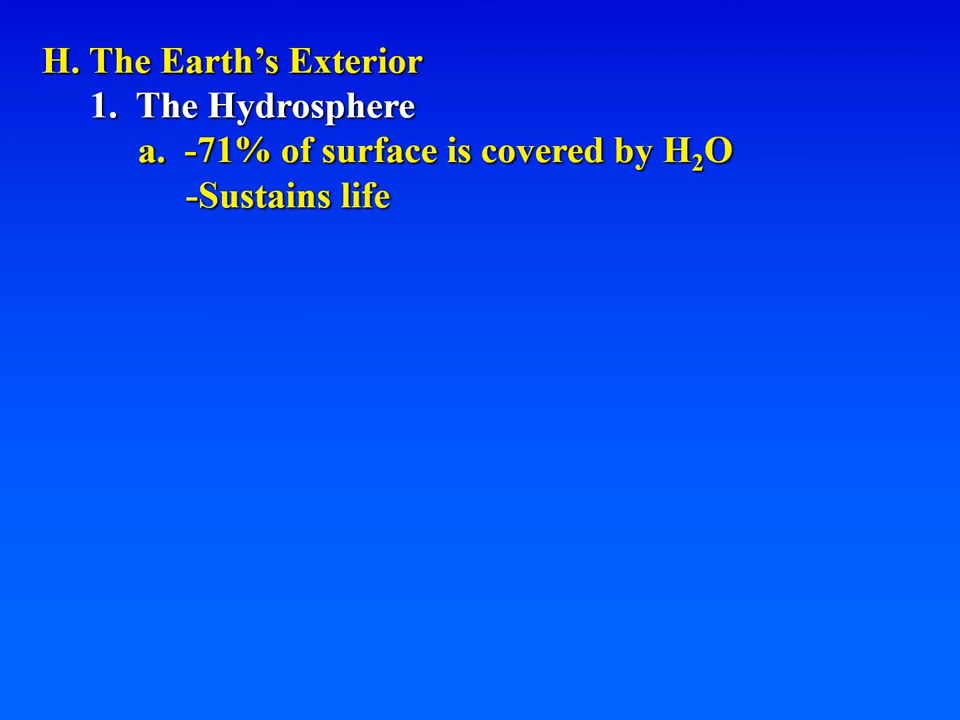 H. The Earth’s Exterior
1. The Hydrosphere
a. -71% of surface is covered by H₂O
-Sustains life